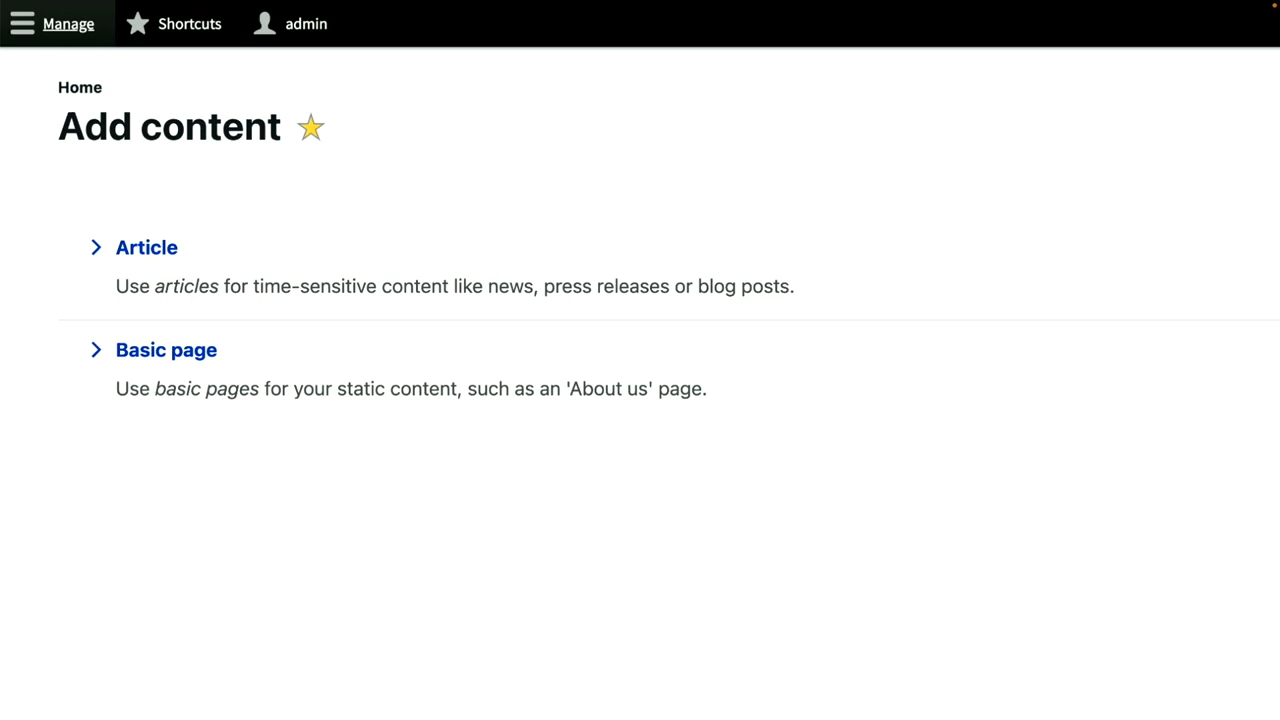 Manage Shortcuts admin
Home
Add content
Article
Use articles for time-sensitive content like news, press releases or blog posts.
Basic page
Use basic pages for your static content, such as an 'About us' page.